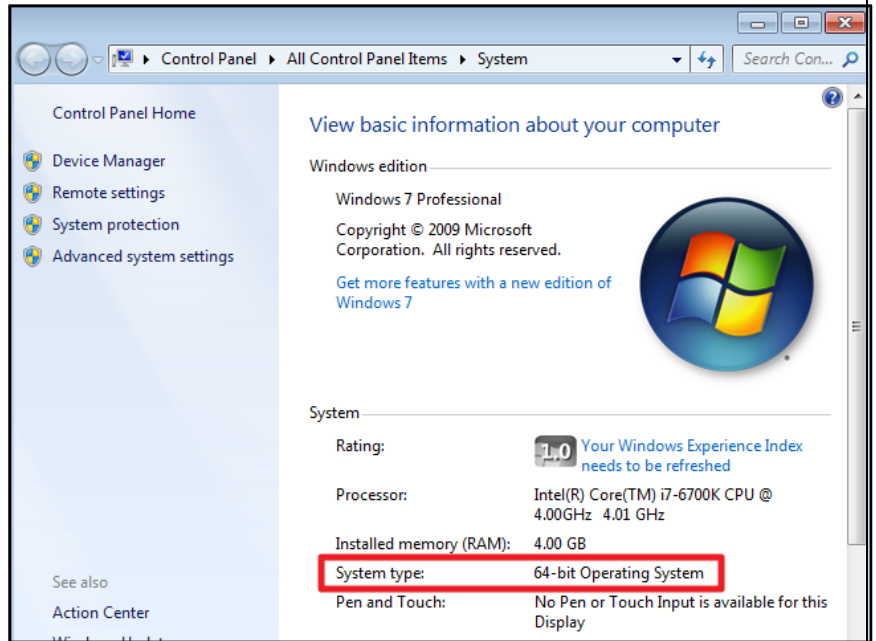 Control Panel All Control Panel Items System Search Con...
Control Panel Home
Device Manager
Remote settings
System protection
Advanced system settings
See also
Action Center
View basic information about your computer
Windows edition
Windows 7 Professional
Copyright © 2009 Microsoft
Corporation. All rights reserved.
Get more features with a new edition of
Windows 7
System
Rating:
1.0
Your Windows Experience Index
needs to be refreshed
Processor:
Intel(R) Core(TM) i7-6700K CPU @
4.00GHz 4.01 GHz
Installed memory (RAM): 4.00 GB
System type: 64-bit Operating System
Pen and Touch: No Pen or Touch Input is available for this
Display